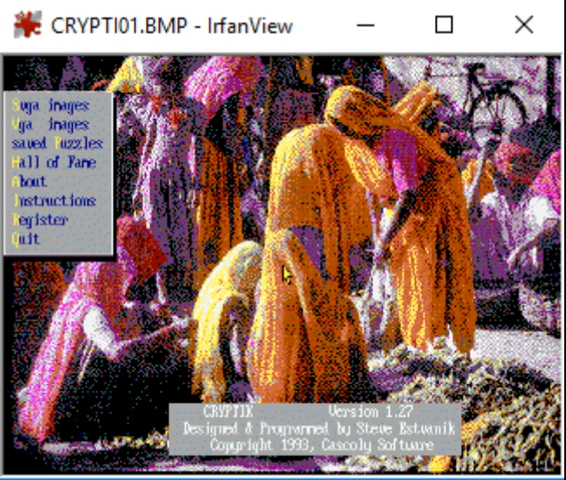 CRYPTI01.BMP - IrfanView
Svga images
Vga images
saved Puzzles
Hall of Fame
About
Instructions
Register
Quit
CRYPTIK Version 1.27
Designed & Programmed by Steve Estvanik
Copyright 1993, Cascoly Software